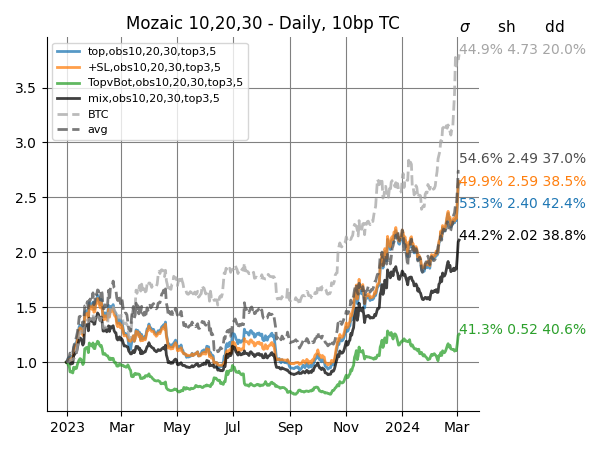 Mozaic 10,20,30 - Daily, 10bp TC
σ sh dd
top,obs10,20,30,top3,5
+SL,obs10,20,30,top3,5
TopvBot,obs10,20,30,top3,5
mix,obs10,20,30,top3,5
BTC
avg
44.9% 4.73 20.0%
54.6% 2.49 37.0%
49.9% 2.59 38.5%
53.3% 2.40 42.4%
44.2% 2.02 38.8%
41.3% 0.52 40.6%
3.5
3.0
2.5
2.0
1.5
1.0
2023 Mar May Jul Sep Nov 2024 Mar